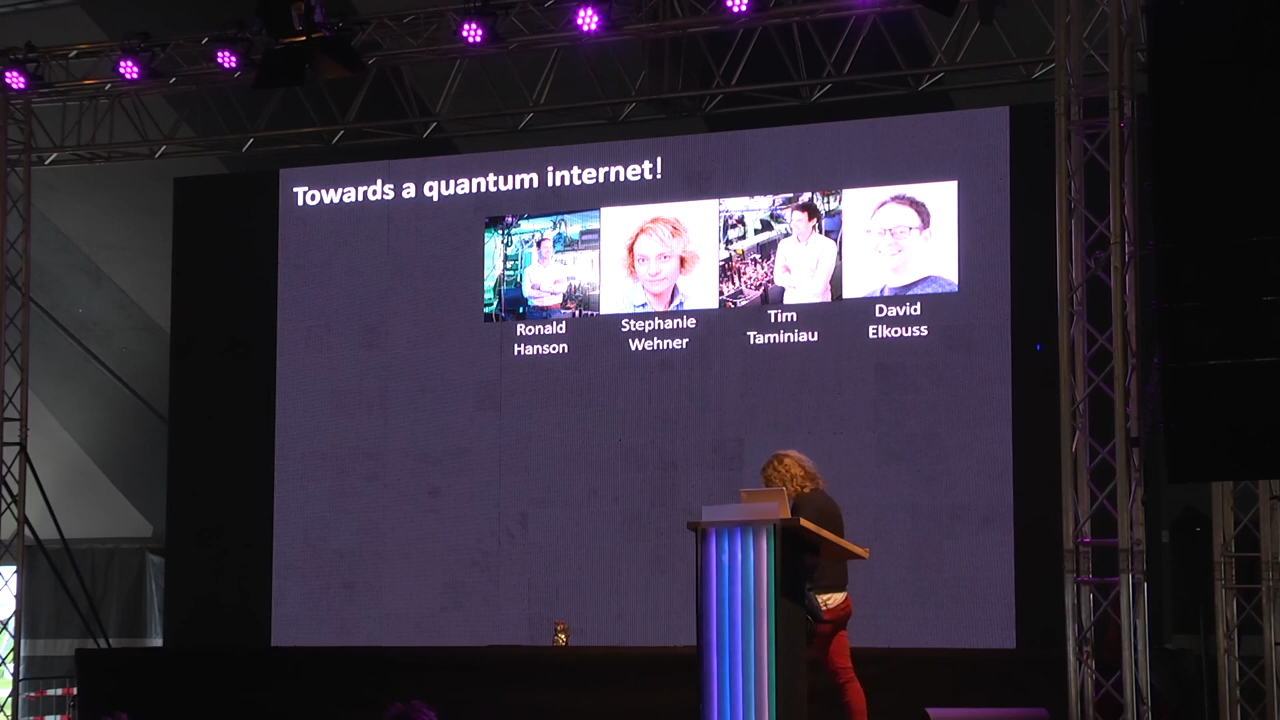 Towards a quantum internet!
Ronald
Hanson
Stephanie
Wehner
Tim
Taminiau
David
Elkouss